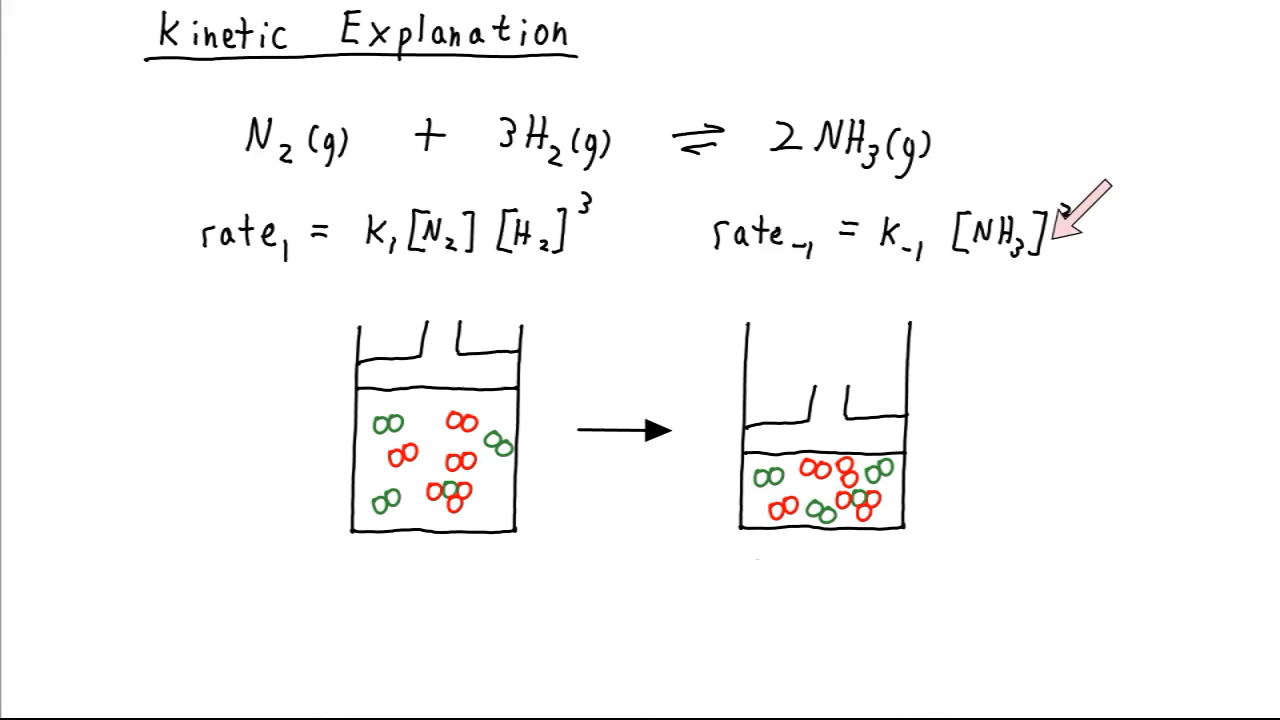 Kinetic Explanation
N₂(g) + 3H₂(g) ⇌ 2NH₃(g)
rate₁ = K₁[N₂][H₂]³ rate₋₁ = K₋₁ [NH₃]